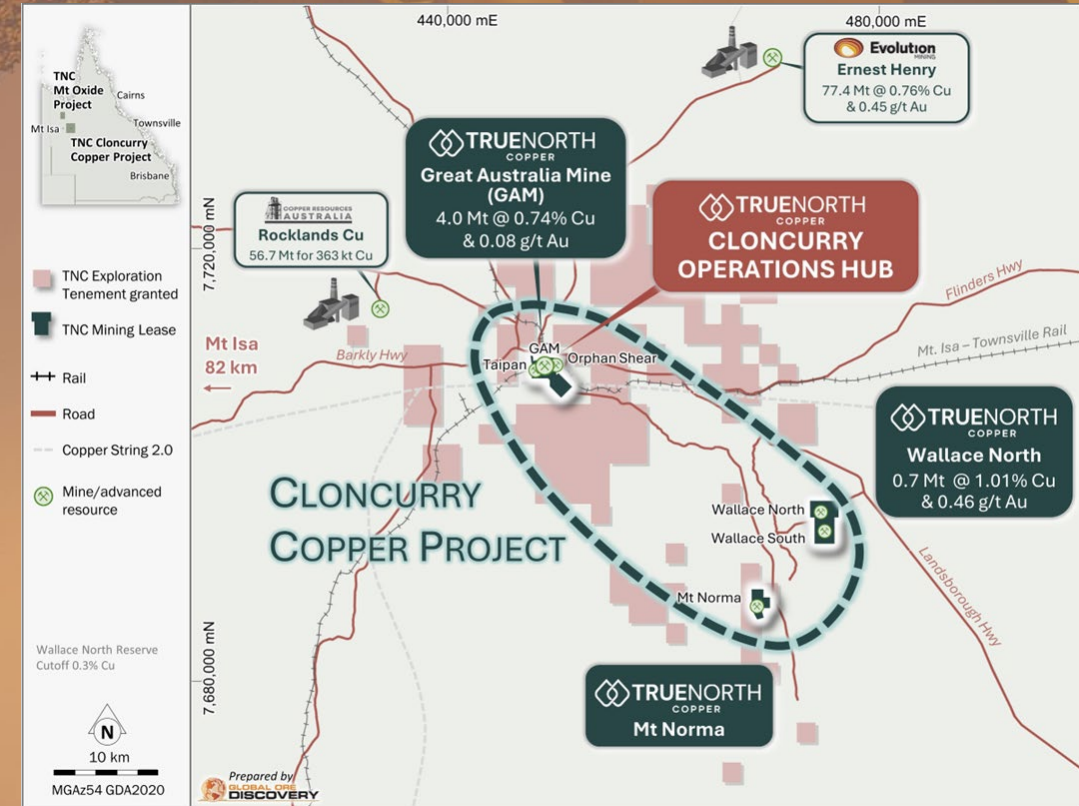 TNC
Mt Oxide
Project
Cairns
Mt Isa
Townsville
TNC Cloncurry
Copper Project
Brisbane
TNC Exploration
Tenement granted
TNC Mining Lease
Rail
Road
Copper String 2.0
Mine/advanced
resource
Wallace North Reserve
Cutoff 0.3% Cu
N
10 km
MGAz54 GDA2020
440,000 mE
480,000 mE
7,720,000 mN
7,680,000 mN
Evolution
MINING
Ernest Henry
77.4 Mt @ 0.76% Cu
& 0.45 g/t Au
TRUENORTH
COPPER
Great Australia Mine
(GAM)
4.0 Mt @ 0.74% Cu
& 0.08 g/t Au
COPPER RESOURCES
AUSTRALIA
Rocklands Cu
56.7 Mt for 363 kt Cu
TRUENORTH
COPPER
CLONCURRY
OPERATIONS HUB
Flinders Hwy
Mt. Isa – Townsville Rail
Mt Isa
82 km
Barkly Hwy
GAM
Taipan
Orphan Shear
TRUENORTH
COPPER
Wallace North
0.7 Mt @ 1.01% Cu
& 0.46 g/t Au
CLONCURRY
COPPER PROJECT
Wallace North
Wallace South
Mt Norma
Landsborough Hwy
TRUENORTH
COPPER
Mt Norma
Prepared by
GLOBAL ORE
DISCOVERY